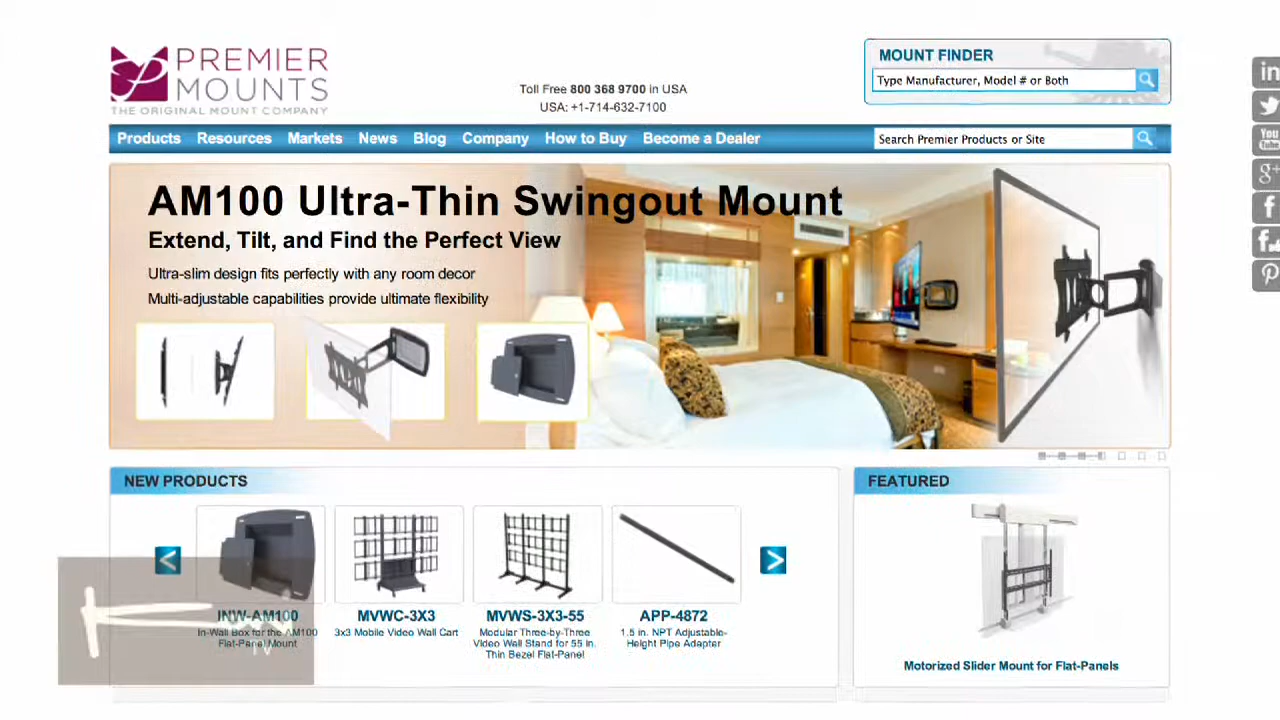 PREMIER
MOUNTS
THE ORIGINAL MOUNT COMPANY
Toll Free 800 368 9700 in USA
USA: +1-714-632-7100
MOUNT FINDER
Type Manufacturer, Model # or Both
Products Resources Markets News Blog Company How to Buy Become a Dealer
Search Premier Products or Site
in
You
Tube
g+
f
f
AM100 Ultra-Thin Swingout Mount
Extend, Tilt, and Find the Perfect View
Ultra-slim design fits perfectly with any room decor
Multi-adjustable capabilities provide ultimate flexibility
NEW PRODUCTS
INW-AM100
In-Wall Box for the AM100
Flat-Panel Mount
MVWC-3X3
3x3 Mobile Video Wall Cart
MVWS-3X3-55
Modular Three-by-Three
Video Wall Stand for 55 in.
Thin Bezel Flat-Panel
APP-4872
1.5 in. NPT Adjustable-
Height Pipe Adapter
FEATURED
Motorized Slider Mount for Flat-Panels